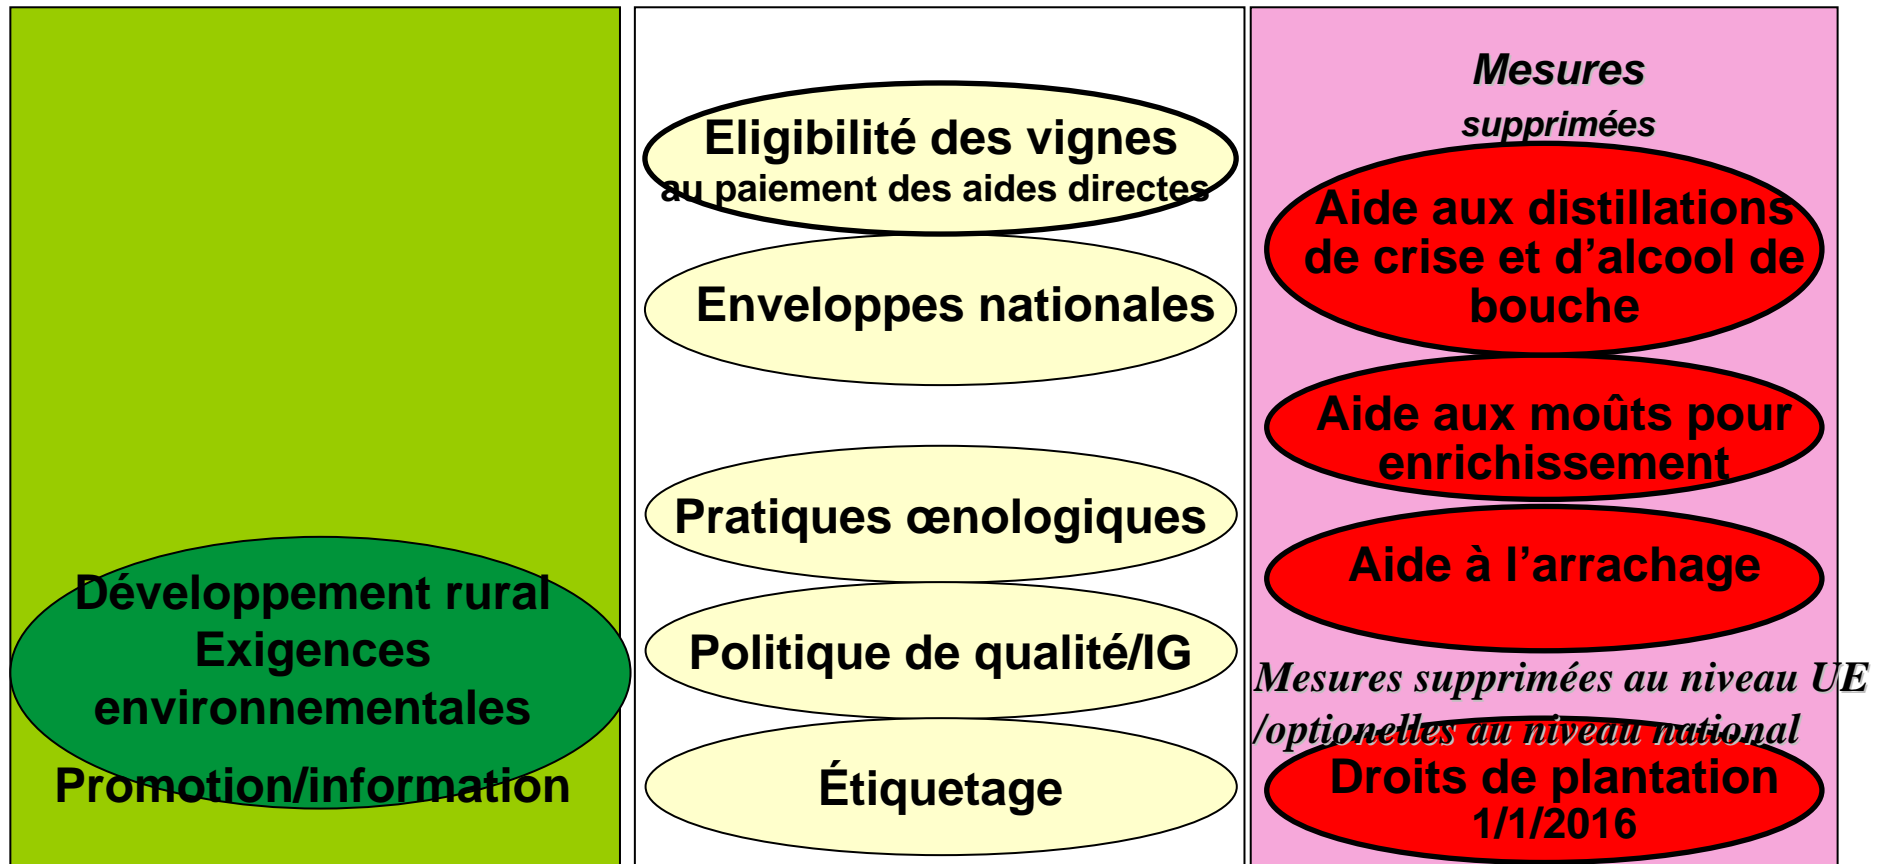 Développement rural
Exigences
environnementales
Promotion/information
Eligibilité des vignes
au paiement des aides directes
Enveloppes nationales
Pratiques œnologiques
Politique de qualité/IG
Étiquetage
Mesures
supprimées
Aide aux distillations
de crise et d’alcool de
bouche
Aide aux moûts pour
enrichissement
Aide à l’arrachage
Mesures supprimées au niveau UE
/optionelles au niveau national
Droits de plantation
1/1/2016